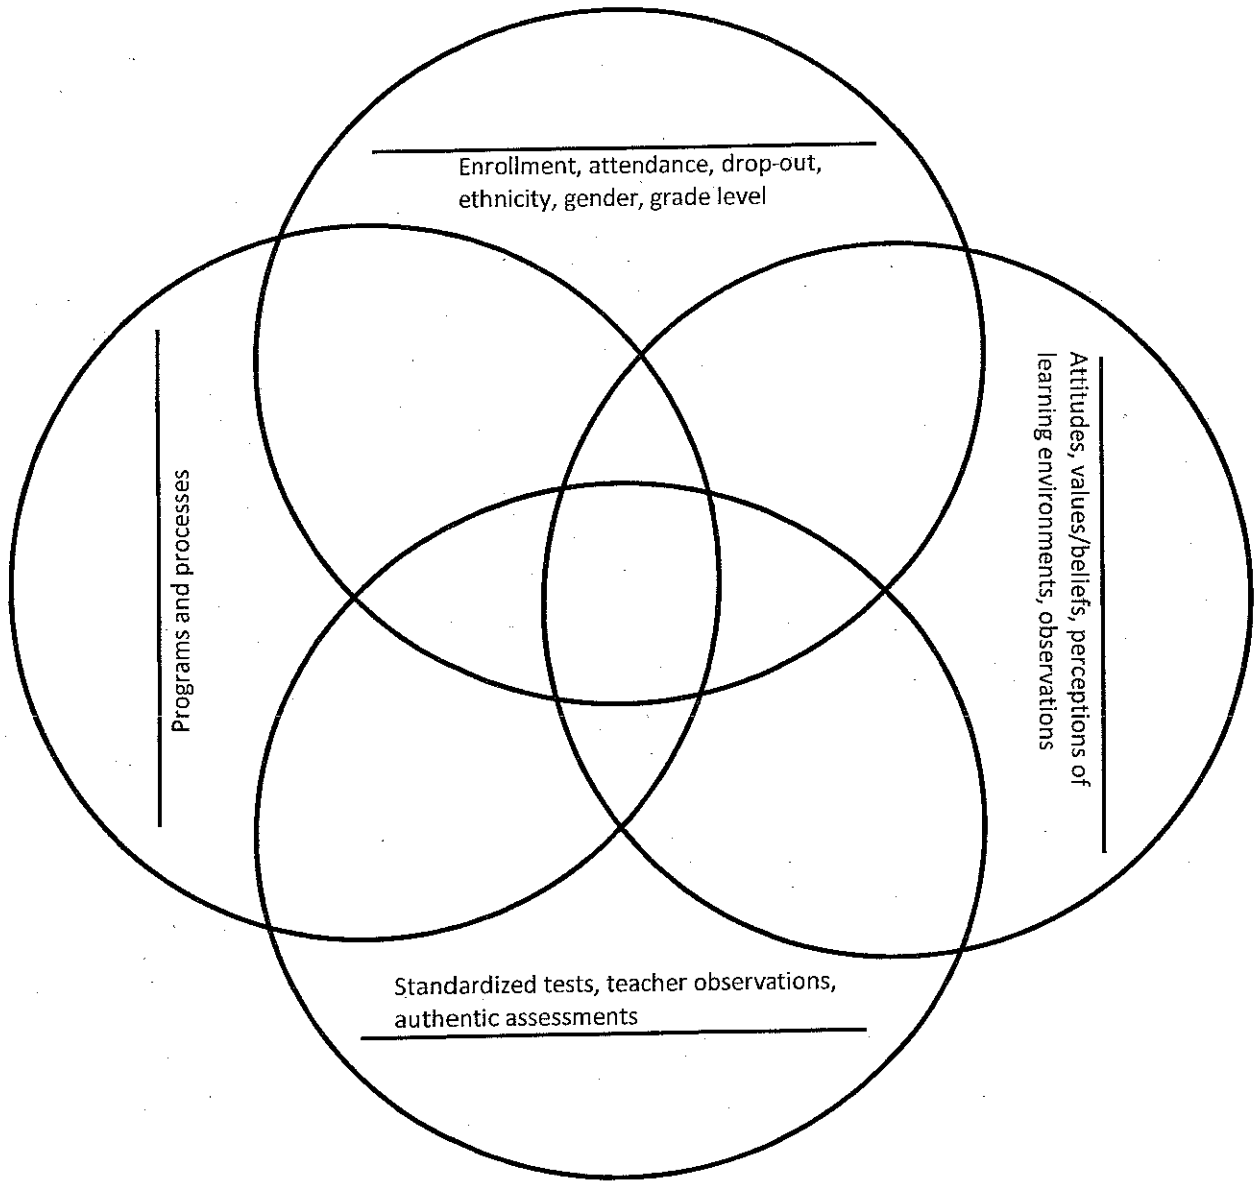 Enrollment, attendance, drop-out,
ethnicity, gender, grade level
Programs and processes
Attitudes, values/beliefs, perceptions of
learning environments, observations
Standardized tests, teacher observations,
authentic assessments